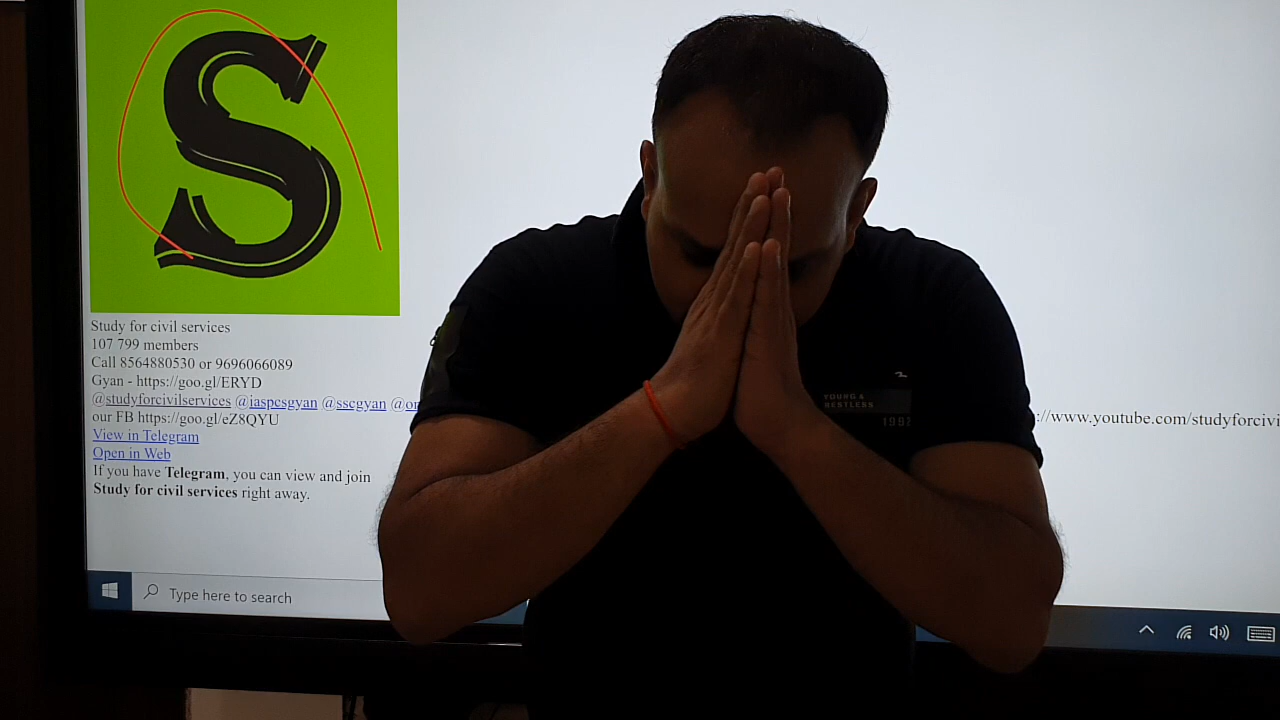 S
Study for civil services
107 799 members
Call 8564880530 or 9696066089
Gyan - https://goo.gl/ERYD
@studyforcivilservices @iaspcsgyan @sscgyan @or
our FB https://goo.gl/eZ8QYU
://www.youtube.com/studyforcivi
View in Telegram
Open in Web
If you have Telegram, you can view and join
Study for civil services right away.
Type here to search
YOUNG &
RESTLESS
1992